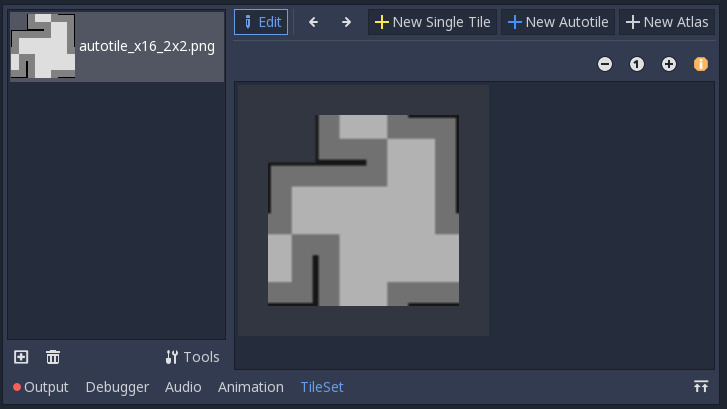 Edit New Single Tile New Autotile New Atlas
autotile_x16_2x2.png
1
Tools
Output Debugger Audio Animation TileSet